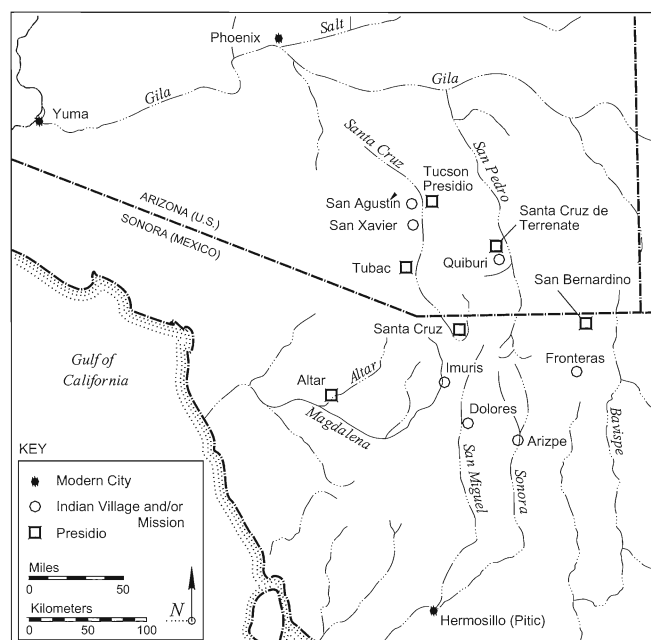 Phoenix
Salt
Gila
Gila
Yuma
Santa Cruz
San Pedro
Tucson
Presidio
San Agustin
San Xavier
Santa Cruz de
Terrenate
ARIZONA (U.S.)
SONORA (MEXICO)
Tubac
Quiburi
San Bernardino
Santa Cruz
Gulf of
California
Imuris
Fronteras
Altar
Altar
Magdalena
Dolores
Arizpe
Bavispe
San Miguel
Sonora
Hermosillo (Pitic)
KEY
Modern City
Indian Village and/or
Mission
Presidio
Miles
0 50
Kilometers
0 50 100
N